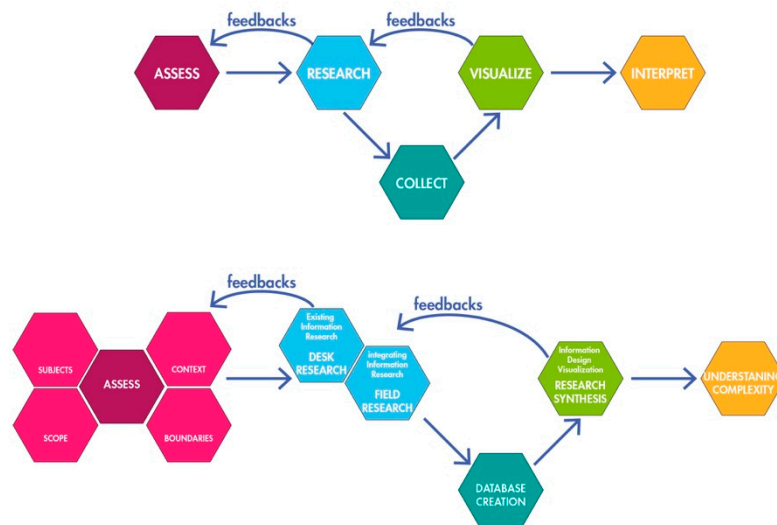 feedbacks
feedbacks
ASSESS
RESEARCH
VISUALIZE
INTERPRET
COLLECT
feedbacks
feedbacks
SUBJECTS
CONTEXT
ASSESS
SCOPE
BOUNDARIES
Existing
Information
Research
DESK
RESEARCH
integrating
Information
Research
FIELD
RESEARCH
Information
Design
Visualization
RESEARCH
SYNTHESIS
UNDERSTANING
COMPLEXITY
DATABASE
CREATION